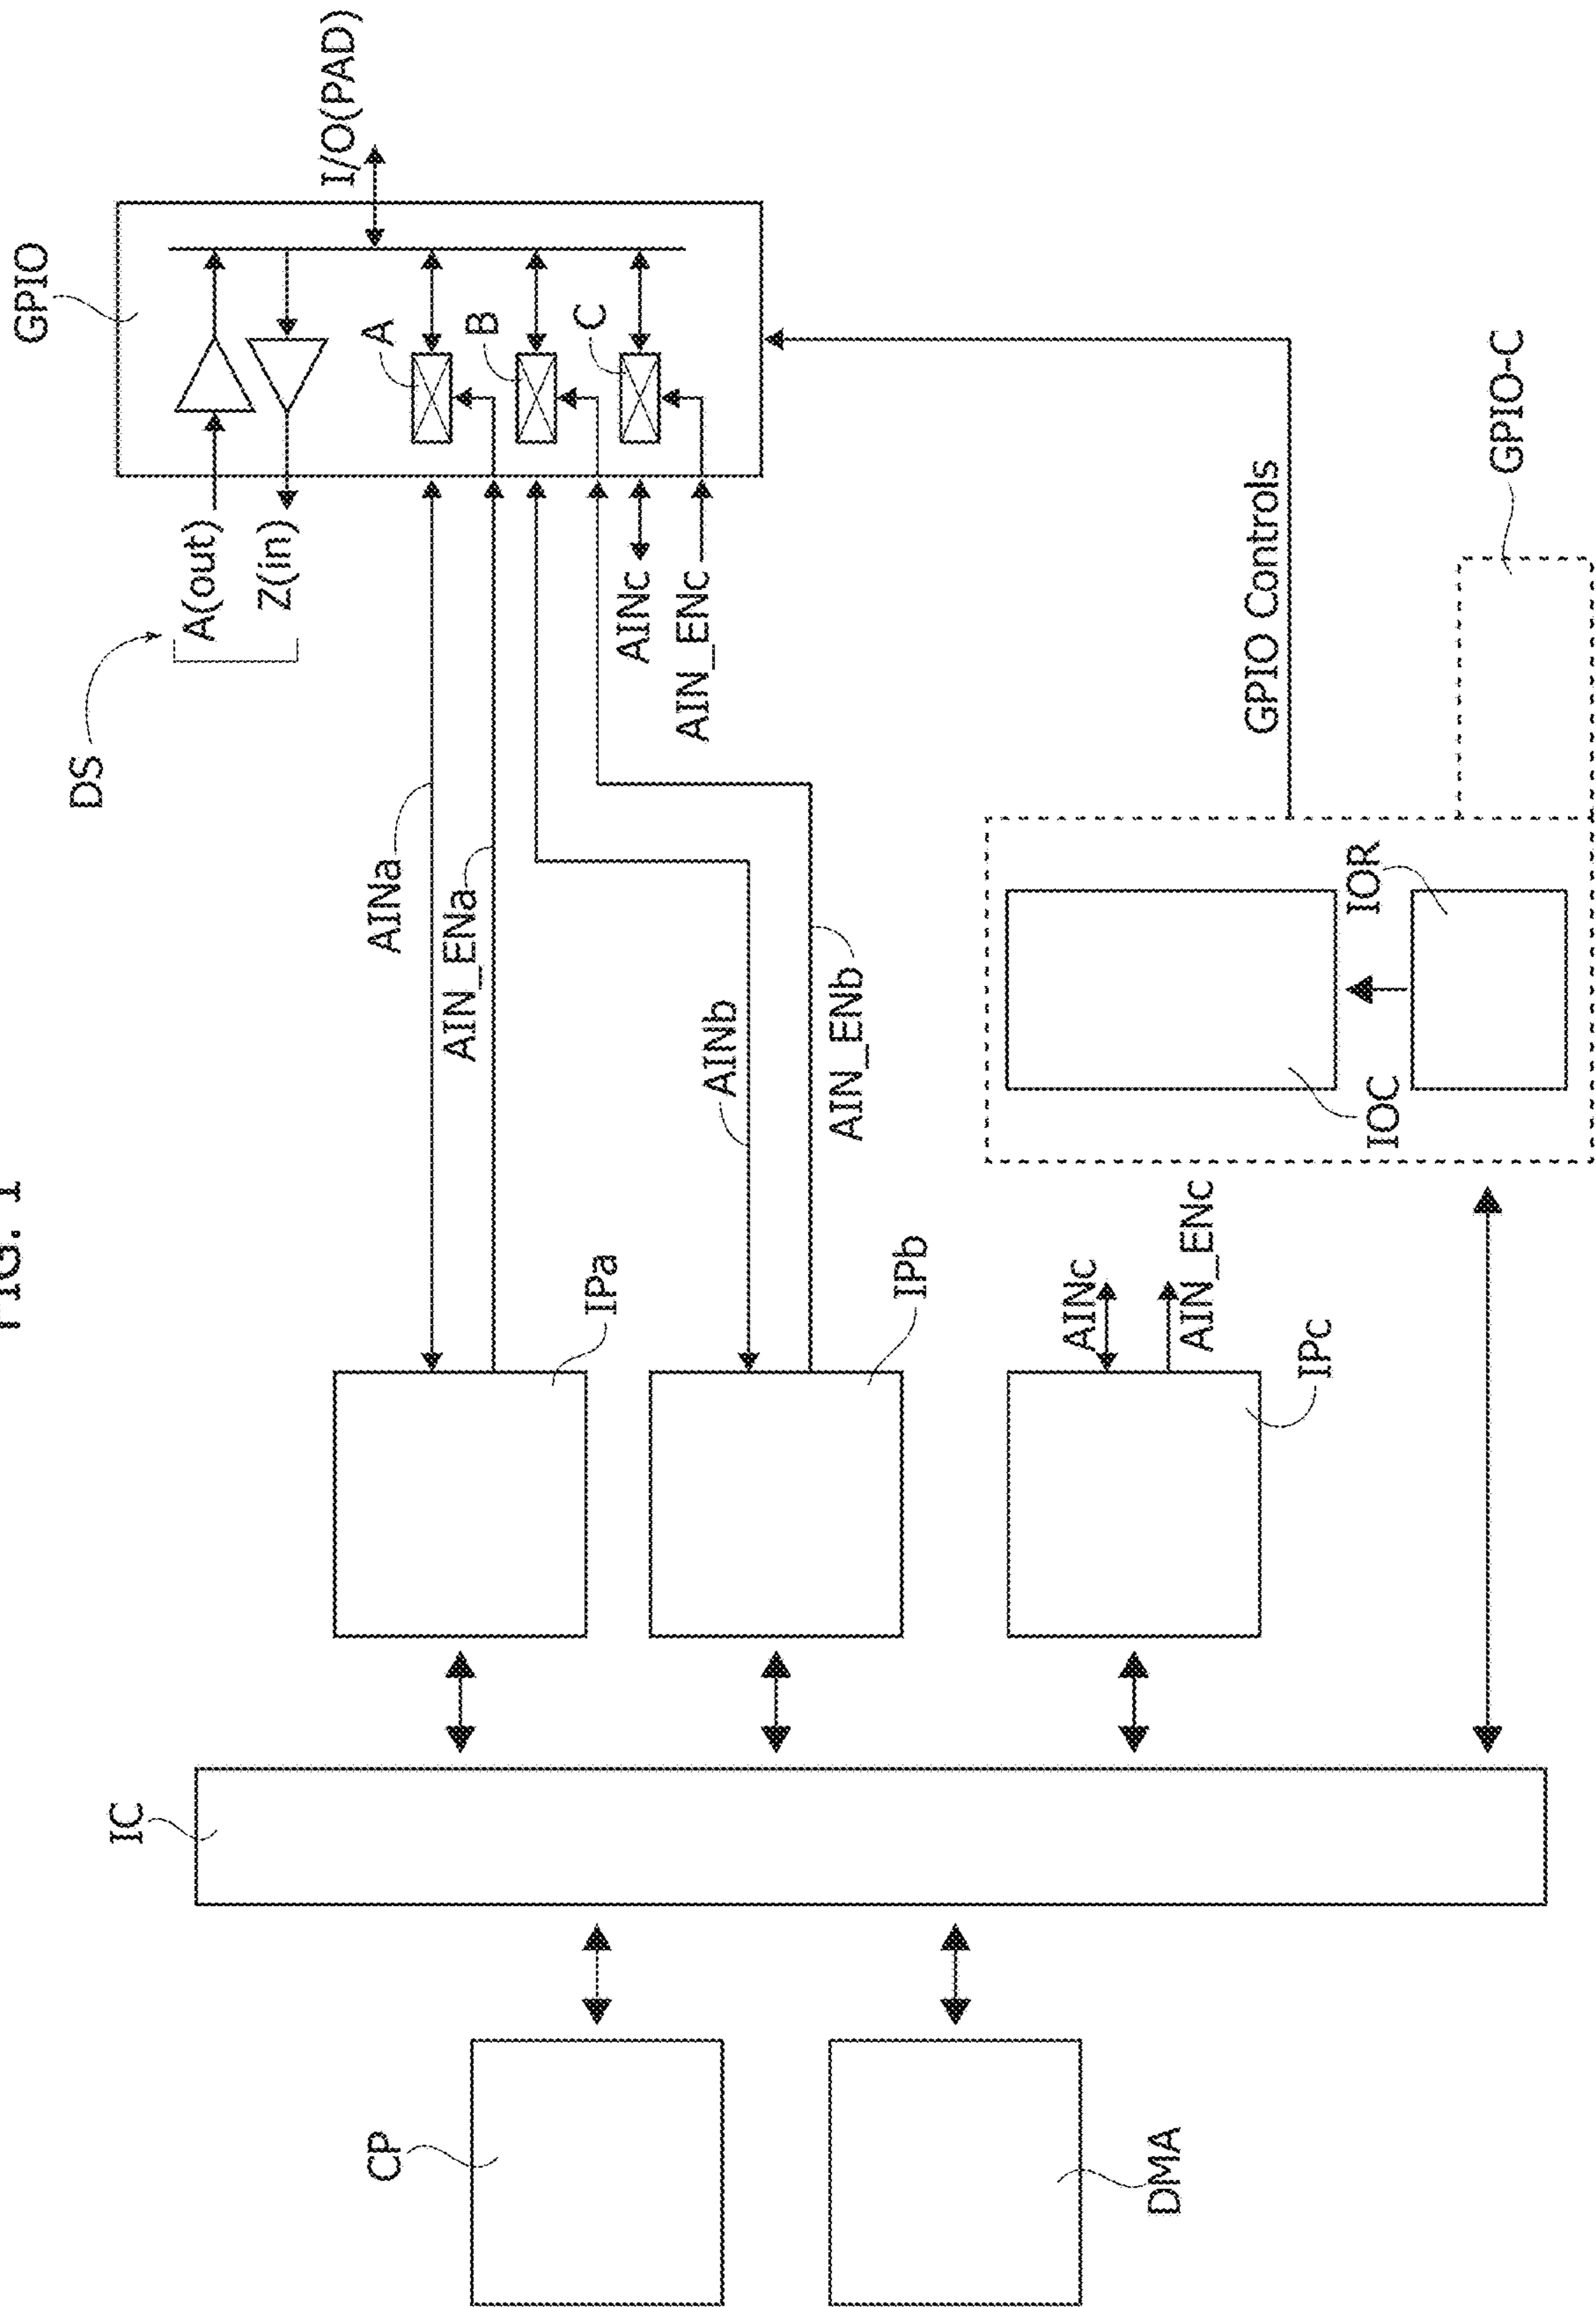 FIG. 1
GPIO
I/O(PAD)
DS
A(out)
Z(in)
A
B
C
AINa
AIN_ENa
AINb
AIN_ENb
AINc
AIN_ENc
IPa
IPb
AINc
AIN_ENc
IPc
IC
CP
DMA
GPIO Controls
IOC
IOR
GPIO-C